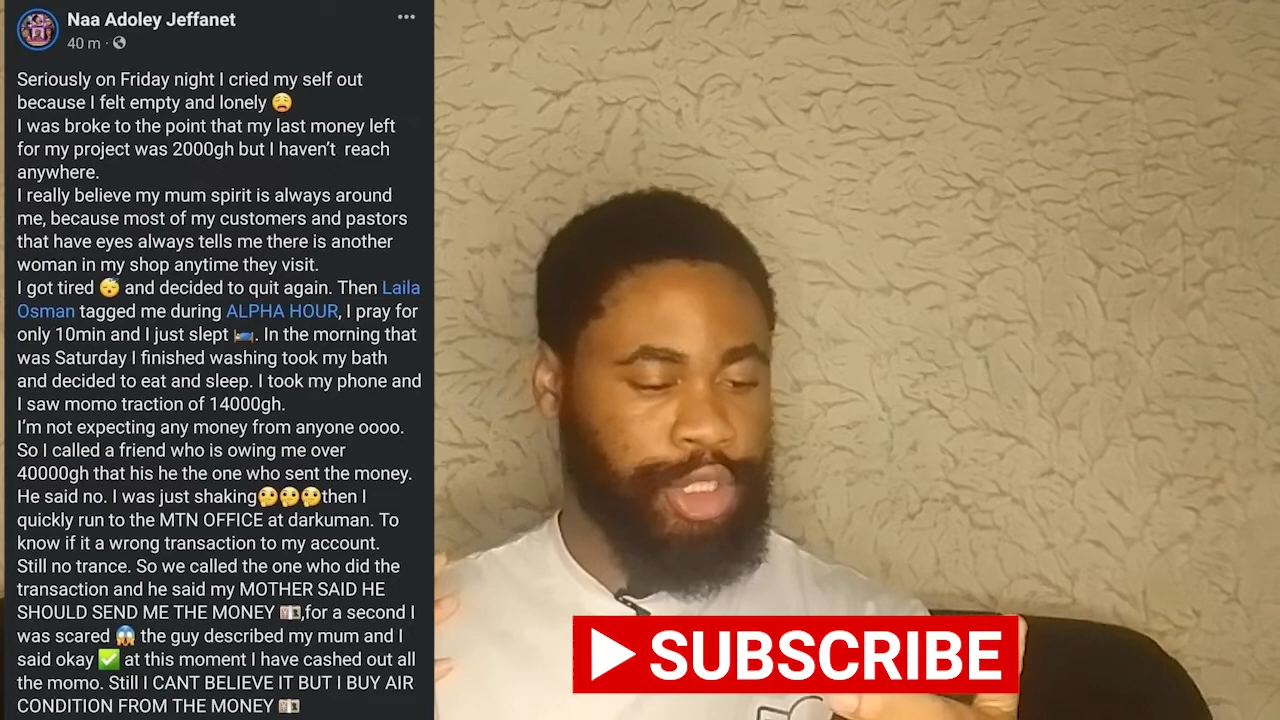 Naa Adoley Jeffanet
40 m ·
Seriously on Friday night I cried my self out
because I felt empty and lonely 😩
I was broke to the point that my last money left
for my project was 2000gh but I haven't reach
anywhere.
I really believe my mum spirit is always around
me, because most of my customers and pastors
that have eyes always tells me there is another
woman in my shop anytime they visit.
I got tired 😴 and decided to quit again. Then Laila
Osman tagged me during ALPHA HOUR, I pray for
only 10min and I just slept 🛌. In the morning that
was Saturday I finished washing took my bath
and decided to eat and sleep. I took my phone and
I saw momo traction of 14000gh.
I'm not expecting any money from anyone oooo.
So I called a friend who is owing me over
40000gh that his he the one who sent the money.
He said no. I was just shaking🤔🤔🤔then I
quickly run to the MTN OFFICE at darkuman. To
know if it a wrong transaction to my account.
Still no trance. So we called the one who did the
transaction and he said my MOTHER SAID HE
SHOULD SEND ME THE MONEY 💴,for a second I
was scared 😱 the guy described my mum and I
said okay ✅ at this moment I have cashed out all
the momo. Still I CANT BELIEVE IT BUT I BUY AIR
CONDITION FROM THE MONEY 💴
SUBSCRIBE